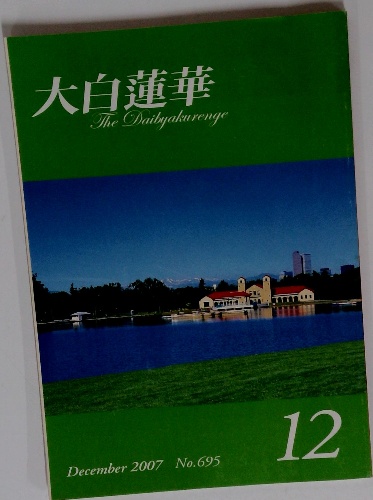 大白蓮華
The Daibyakurenge
12
December 2007 No.695